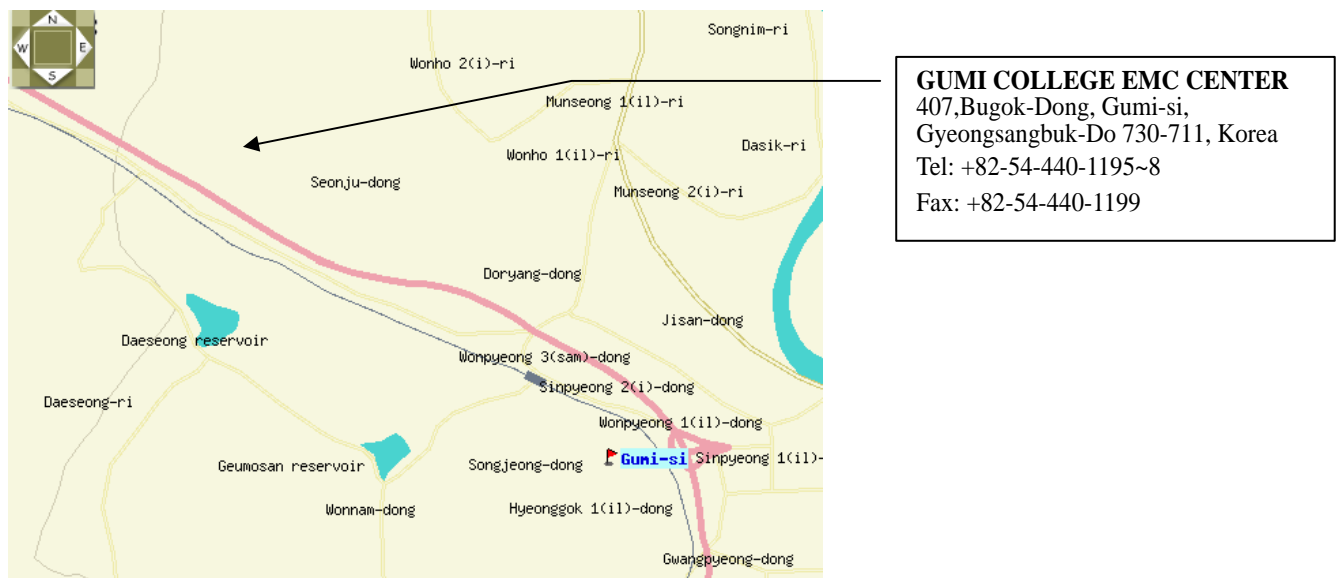 N
W
E
S
Songnim-ri
Wonho 2(i)-ri
Munseong 1(il)-ri
Dasik-ri
Wonho 1(il)-ri
Seonju-dong
Munseong 2(i)-ri
Doryang-dong
Jisan-dong
Daeseong reservoir
Wonpyeong 3(sam)-dong
Sinpyeong 2(i)-dong
Daeseong-ri
Wonpyeong 1(il)-dong
Geumosan reservoir
Songjeong-dong
Gumi-si
Sinpyeong 1(il)-
Wonnam-dong
Hyeonggok 1(il)-dong
Gwangpyeong-dong
GUMI COLLEGE EMC CENTER
407,Bugok-Dong, Gumi-si,
Gyeongsangbuk-Do 730-711, Korea
Tel: +82-54-440-1195~8
Fax: +82-54-440-1199